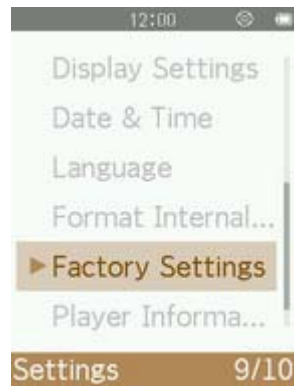 12:00
Display Settings
Date & Time
Language
Format Internal...
Factory Settings
Player Informa...
Settings 9/10